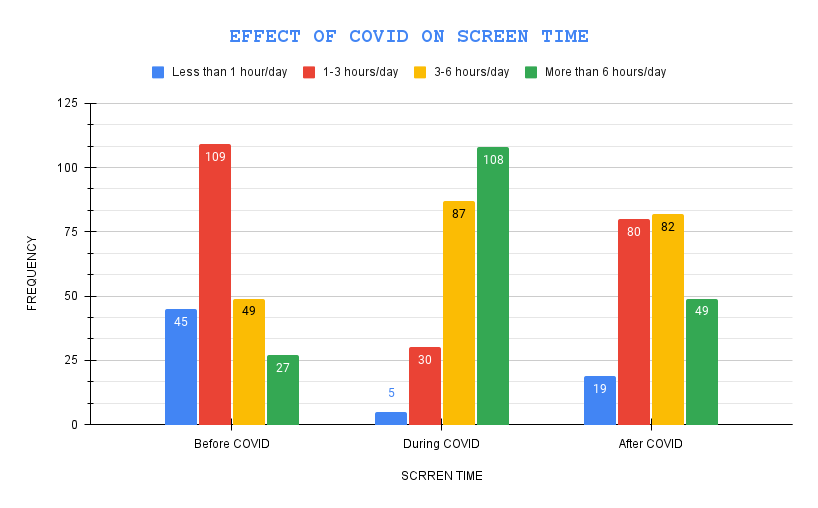 EFFECT OF COVID ON SCREEN TIME
Less than 1 hour/day 1-3 hours/day 3-6 hours/day More than 6 hours/day
125
100
75
50
25
0
FREQUENCY
45 109 49 27
5 30 87 108
19 80 82 49
Before COVID During COVID After COVID
SCRREN TIME